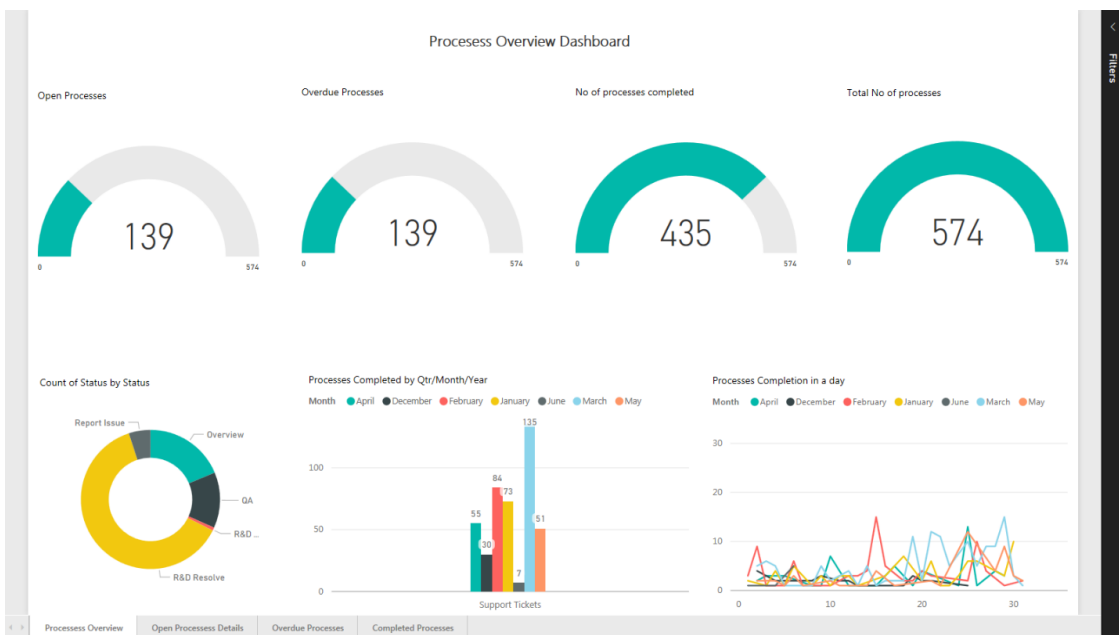 Procesess Overview Dashboard
Filters
Open Processes
139
0
574
Overdue Processes
139
0
574
No of processes completed
435
0
574
Total No of processes
574
0
574
Count of Status by Status
Report Issue
Overview
QA
R&D ...
R&D Resolve
Processes Completed by Qtr/Month/Year
Month April December February January June March May
100
50
0
55
30
84
73
7
135
51
Support Tickets
Processes Completion in a day
Month April December February January June March May
30
20
10
0
0 10 20 30
Processess Overview Open Processess Details Overdue Processes Completed Processes